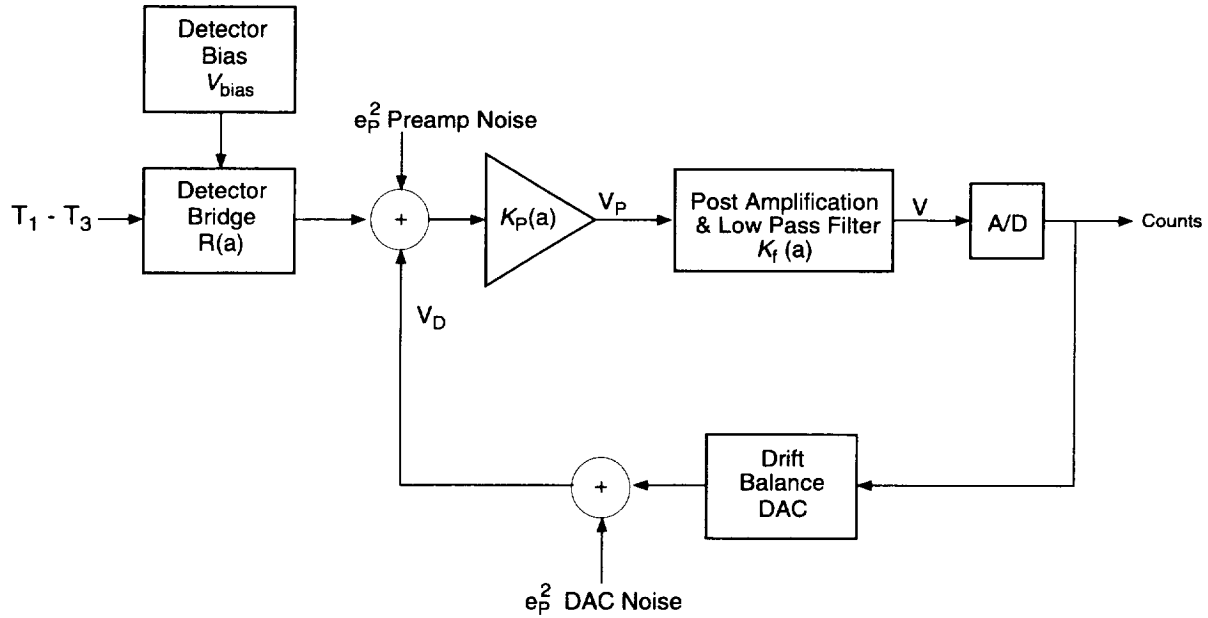 Detector
Bias
V_bias
e_P^2 Preamp Noise
T_1 - T_3
Detector
Bridge
R(a)
+
K_P(a)
V_P
Post Amplification
& Low Pass Filter
K_f (a)
V
A/D
Counts
V_D
+
Drift
Balance
DAC
e_P^2 DAC Noise